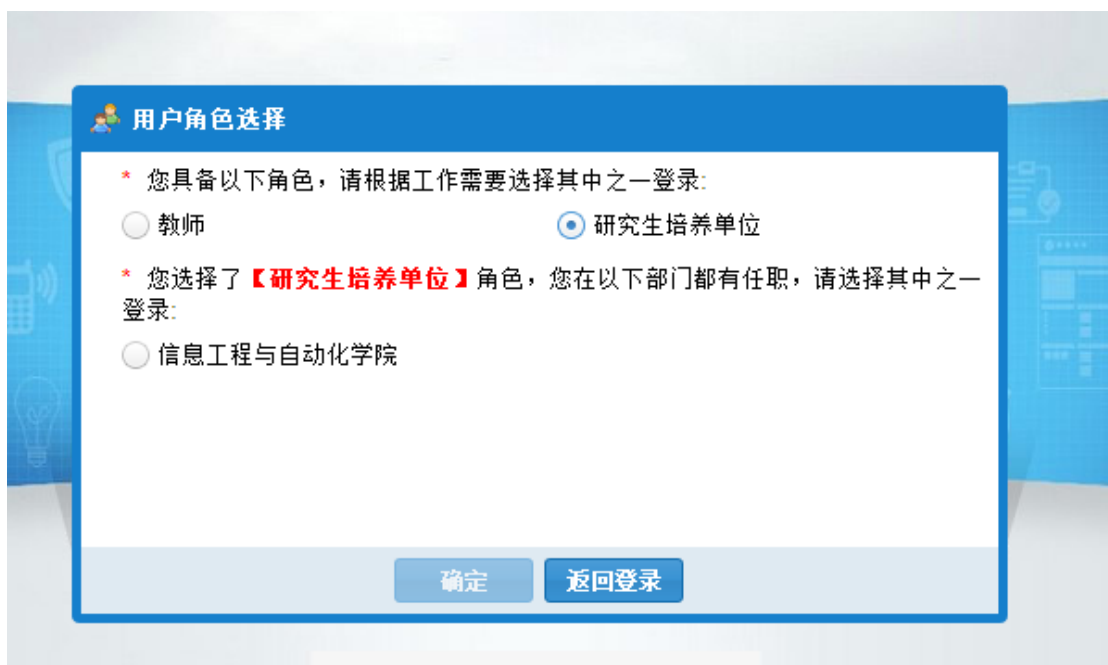 用户角色选择
* 您具备以下角色，请根据工作需要选择其中之一登录:
教师 研究生培养单位
* 您选择了【研究生培养单位】角色，您在以下部门都有任职，请选择其中之一
登录:
信息工程与自动化学院
确定 返回登录